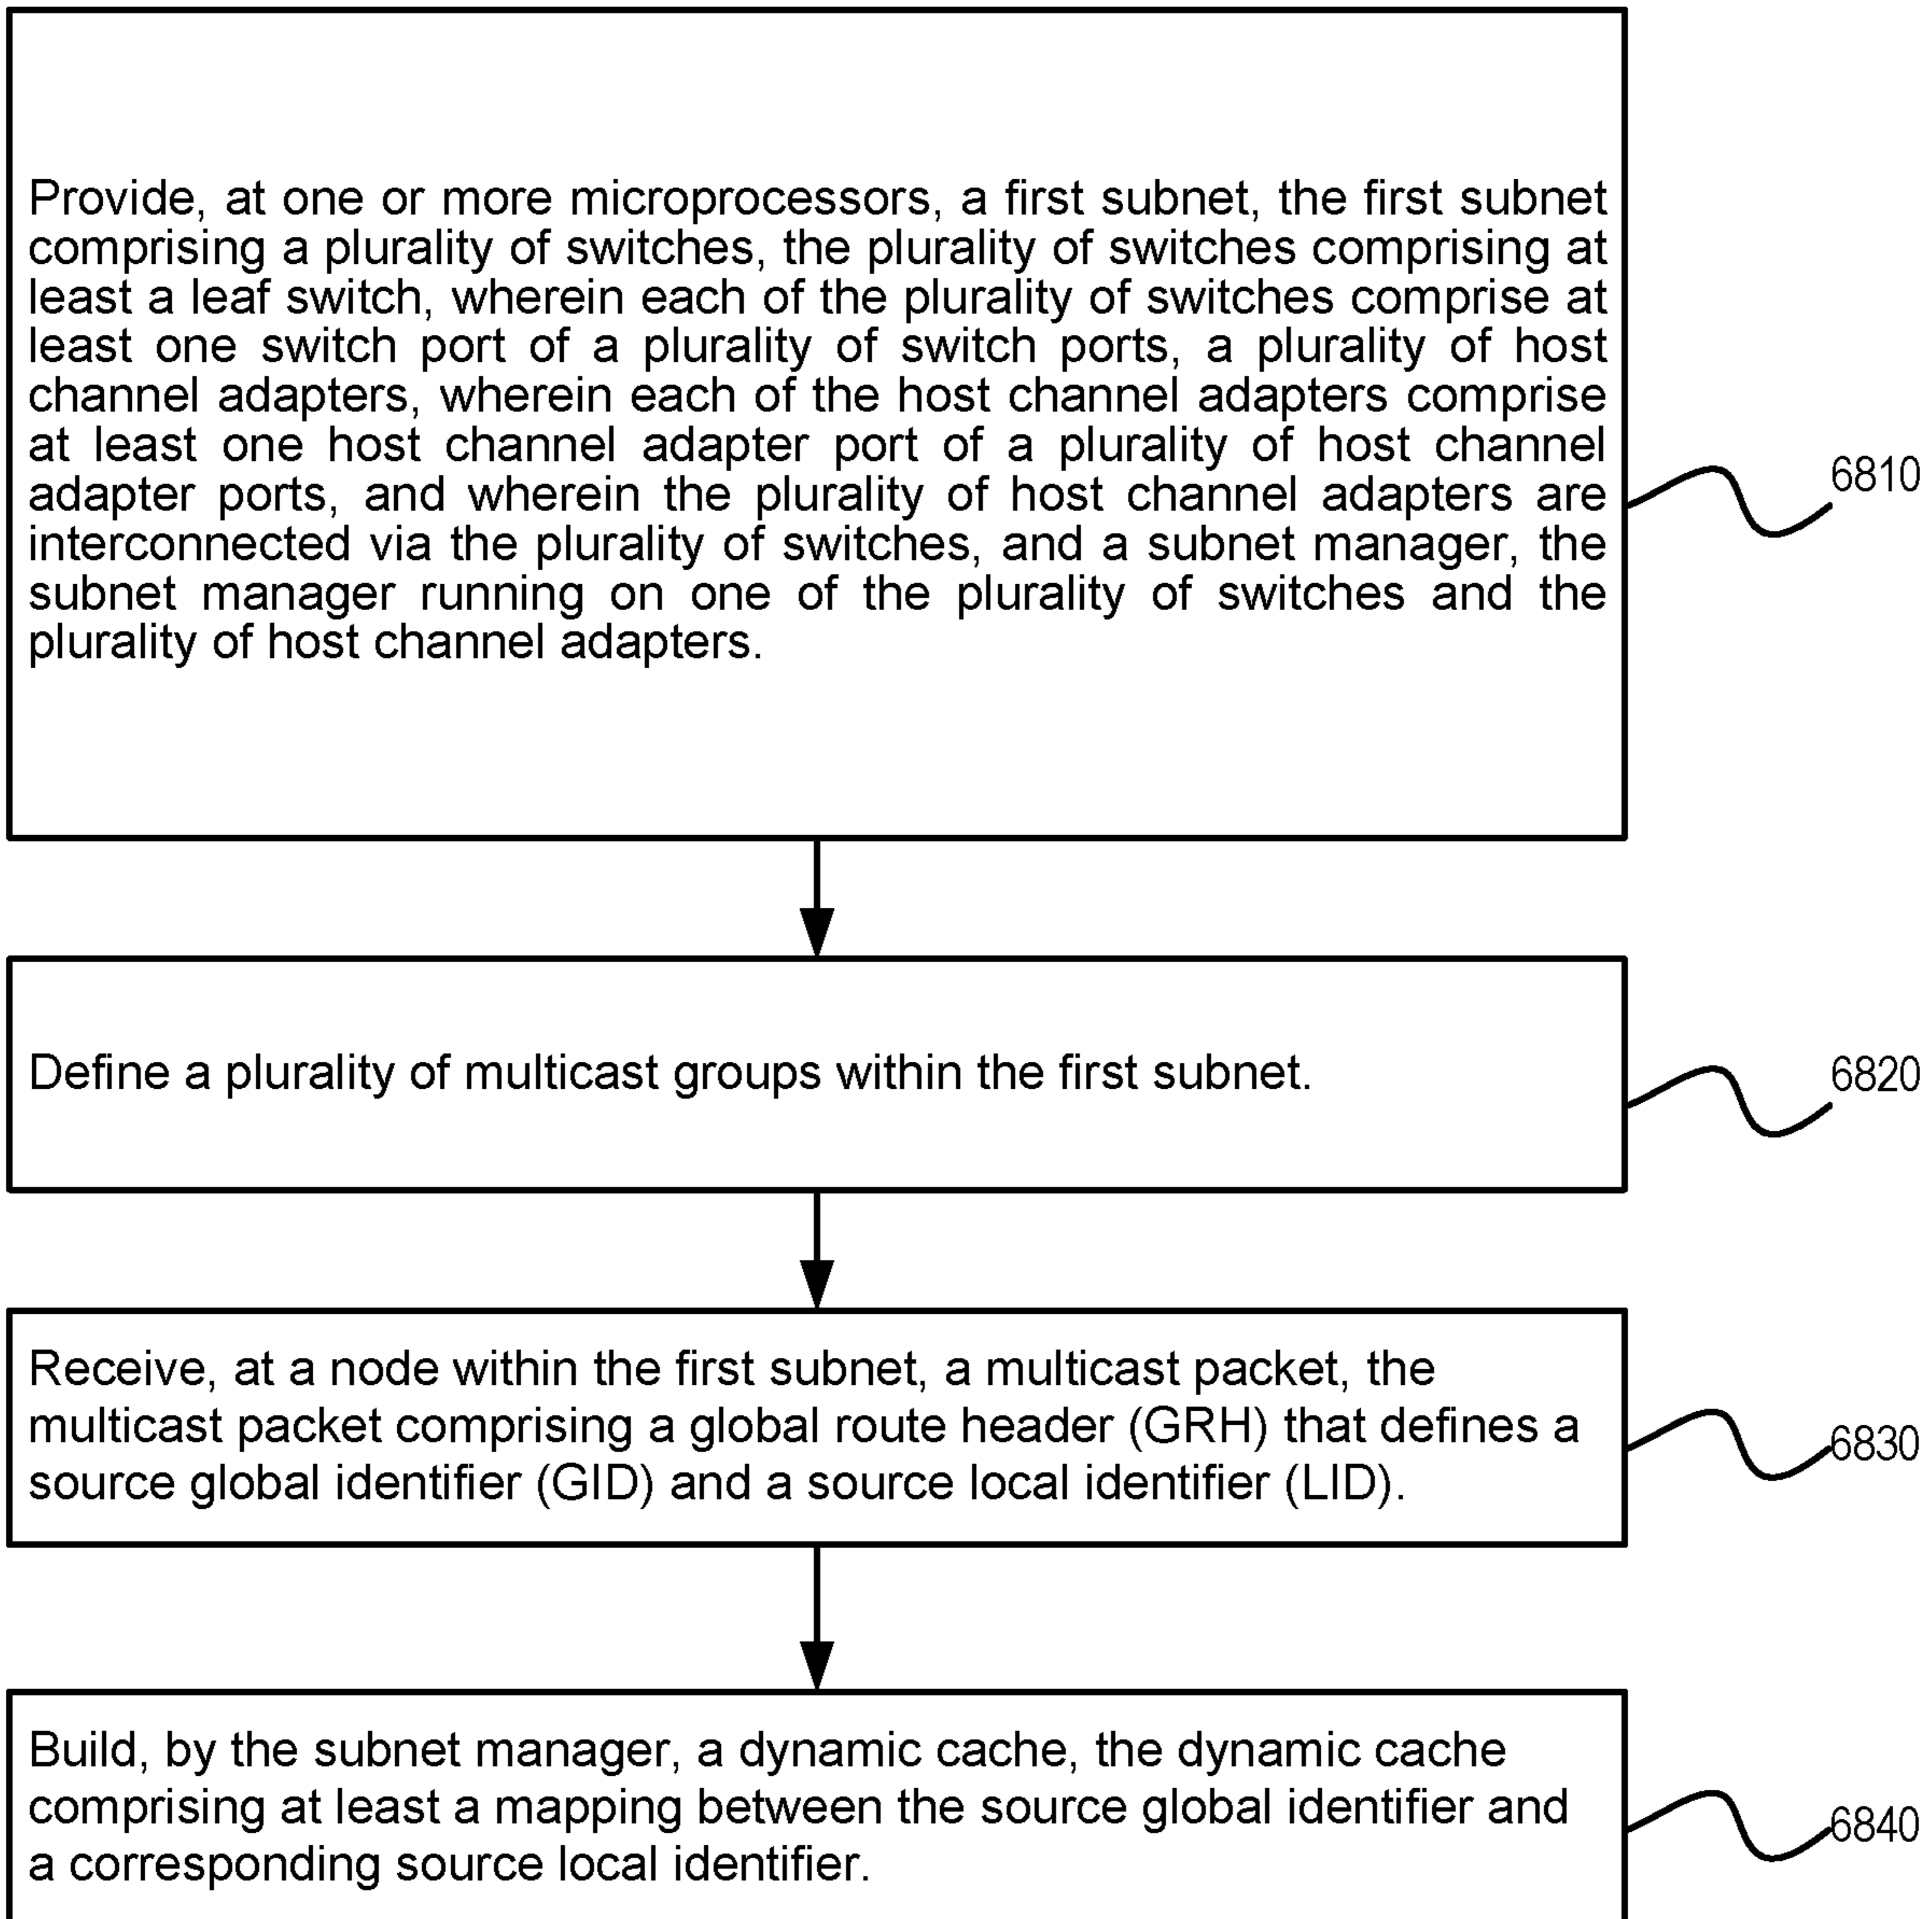 Provide, at one or more microprocessors, a first subnet, the first subnet
comprising a plurality of switches, the plurality of switches comprising at
least a leaf switch, wherein each of the plurality of switches comprise at
least one switch port of a plurality of switch ports, a plurality of host
channel adapters, wherein each of the host channel adapters comprise
at least one host channel adapter port of a plurality of host channel
adapter ports, and wherein the plurality of host channel adapters are
interconnected via the plurality of switches, and a subnet manager, the
subnet manager running on one of the plurality of switches and the
plurality of host channel adapters.
6810
Define a plurality of multicast groups within the first subnet.
6820
Receive, at a node within the first subnet, a multicast packet, the
multicast packet comprising a global route header (GRH) that defines a
source global identifier (GID) and a source local identifier (LID).
6830
Build, by the subnet manager, a dynamic cache, the dynamic cache
comprising at least a mapping between the source global identifier and
a corresponding source local identifier.
6840